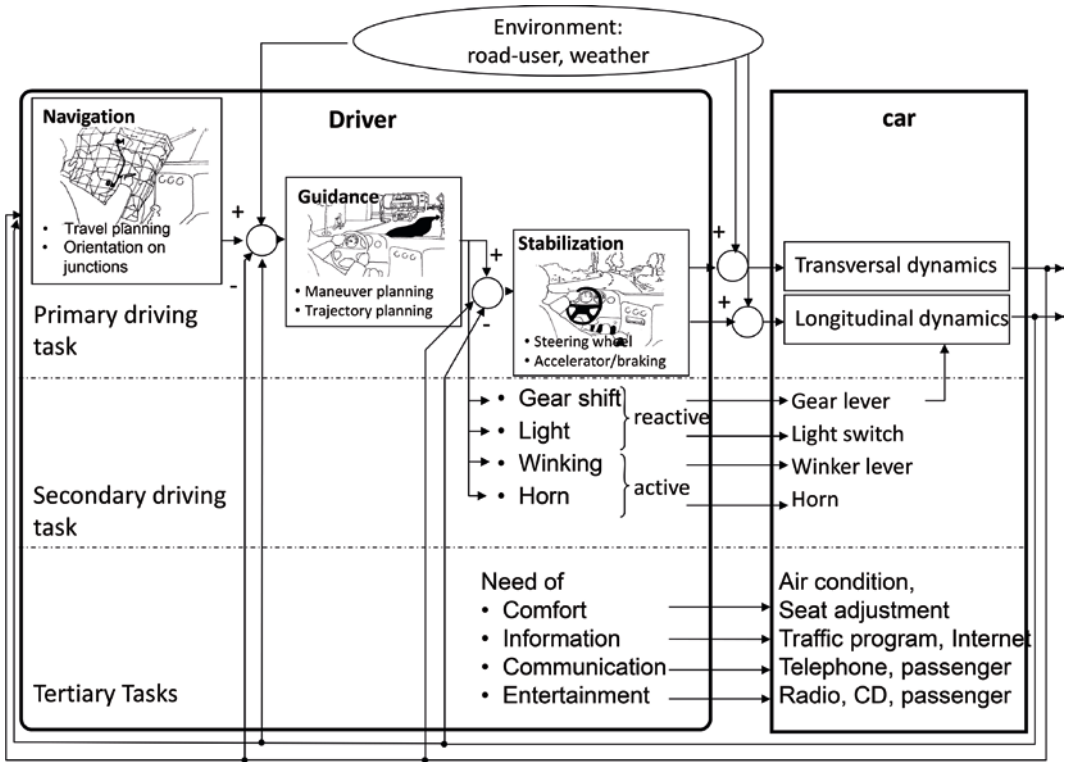 Environment:
road-user, weather
Driver
car
Navigation
• Travel planning
• Orientation on
junctions
+
-
Guidance
• Maneuver planning
• Trajectory planning
+
-
Stabilization
• Steering wheel
• Accelerator/braking
+
+
Transversal dynamics
Longitudinal dynamics
Primary driving
task
• Gear shift
• Light
reactive
• Winking
• Horn
active
Gear lever
Light switch
Winker lever
Horn
Secondary driving
task
Need of
• Comfort
• Information
• Communication
• Entertainment
Air condition,
Seat adjustment
Traffic program, Internet
Telephone, passenger
Radio, CD, passenger
Tertiary Tasks